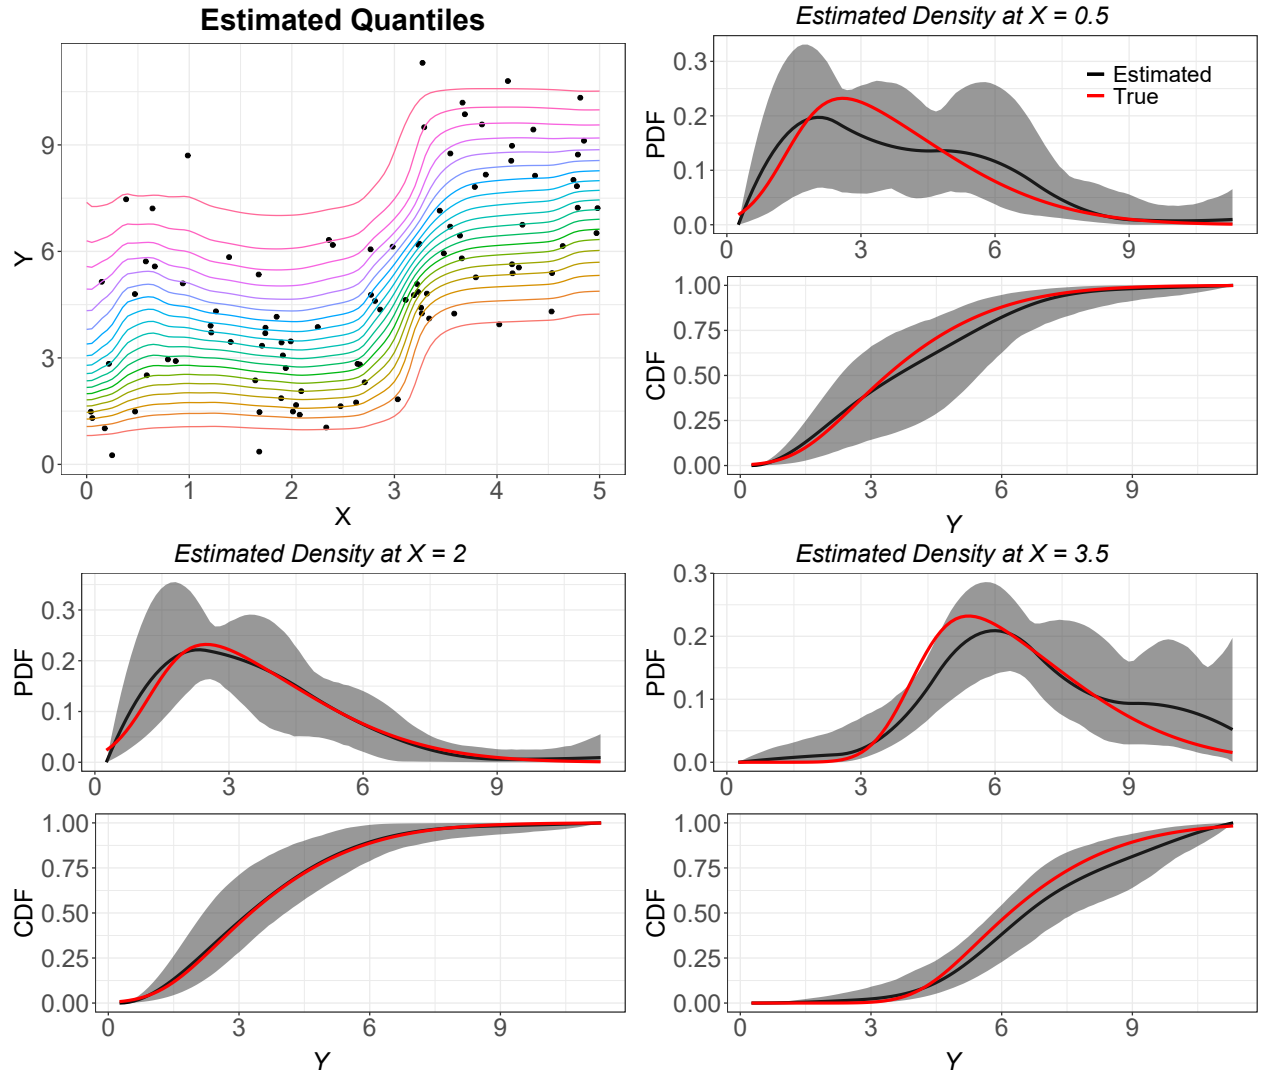 Estimated Quantiles
Y
9
6
3
0
0 1 2 3 4 5
X
Estimated Density at X = 0.5
PDF
0.3
0.2
0.1
0.0
Estimated
True
0 3 6 9
CDF
1.00
0.75
0.50
0.25
0.00
0 3 6 9
Y
Estimated Density at X = 2
PDF
0.3
0.2
0.1
0.0
0 3 6 9
CDF
1.00
0.75
0.50
0.25
0.00
0 3 6 9
Y
Estimated Density at X = 3.5
PDF
0.3
0.2
0.1
0.0
0 3 6 9
CDF
1.00
0.75
0.50
0.25
0.00
0 3 6 9
Y